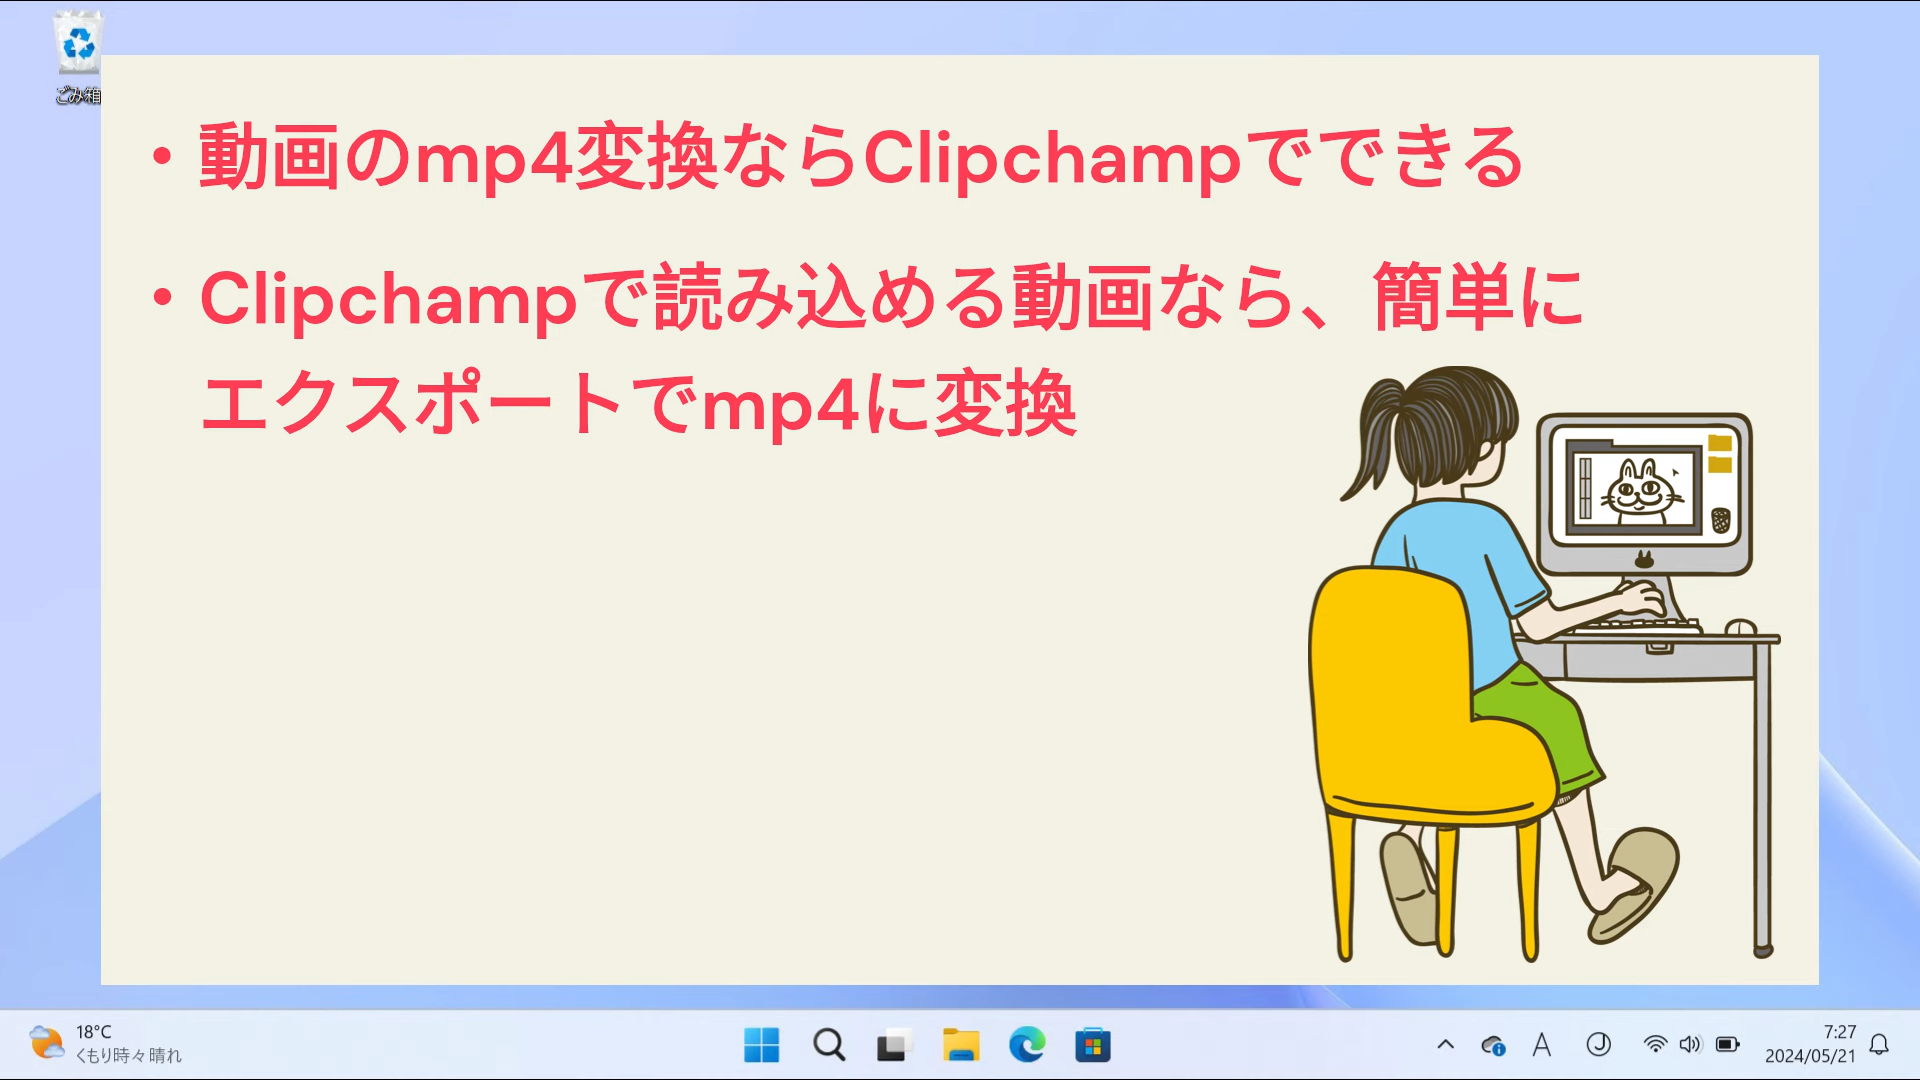 ごみ箱
・動画のmp4変換ならClipchampでできる
・Clipchampで読み込める動画なら、簡単に
エクスポートでmp4に変換
18°C
くもり時々晴れ
A
7:27
2024/05/21